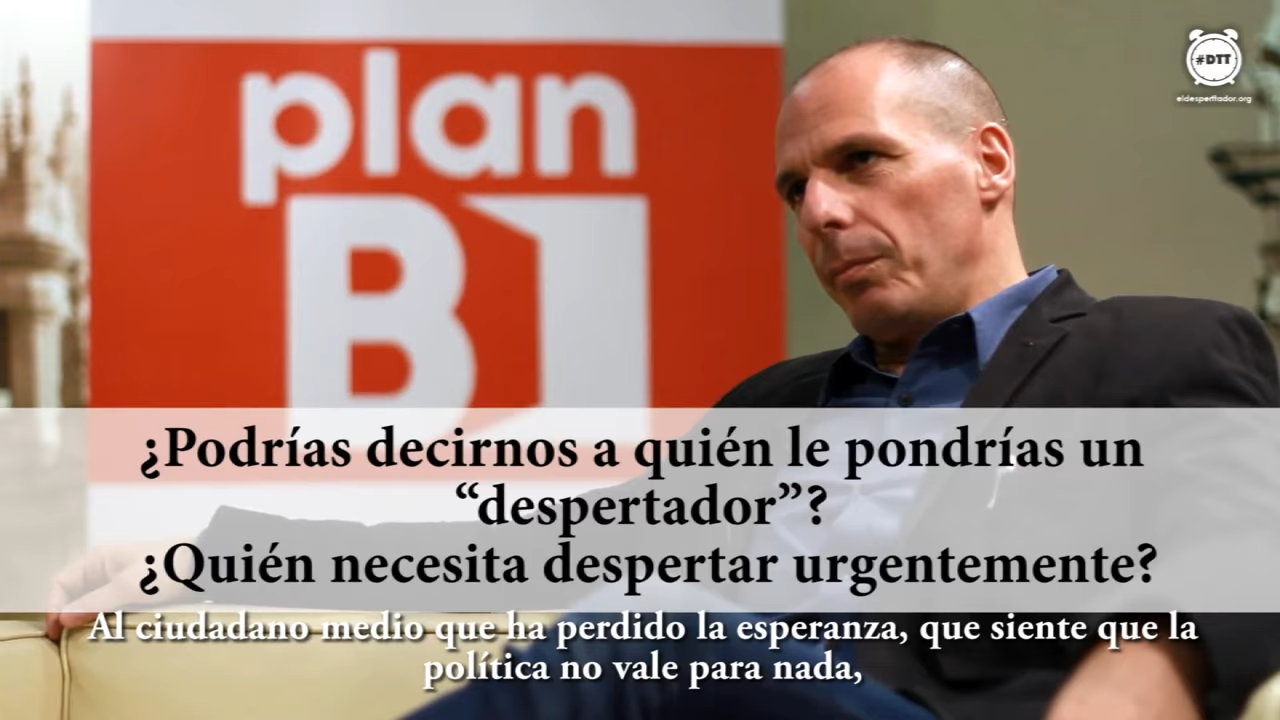 plan
B
#DTT
eldespertador.org
¿Podrías decirnos a quién le pondrías un
“despertador”?
¿Quién necesita despertar urgentemente?
Al ciudadano medio que ha perdido la esperanza, que siente que la
política no vale para nada,